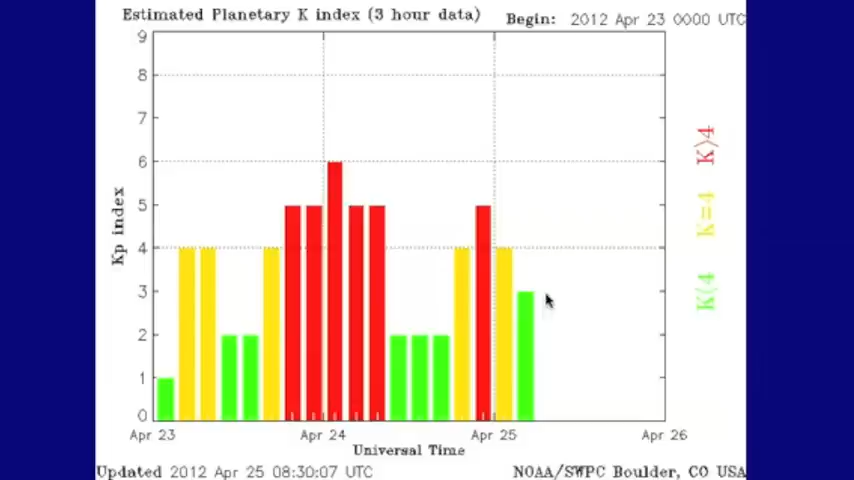 Estimated Planetary K index (3 hour data)
Begin: 2012 Apr 23 0000 UTC
9
8
7
6
5
4
3
2
1
0
Kp index
Apr 23
Apr 24
Apr 25
Apr 26
Universal Time
K>4
K=4
K<4
Updated 2012 Apr 25 08:30:07 UTC
NOAA/SWPC Boulder, CO USA